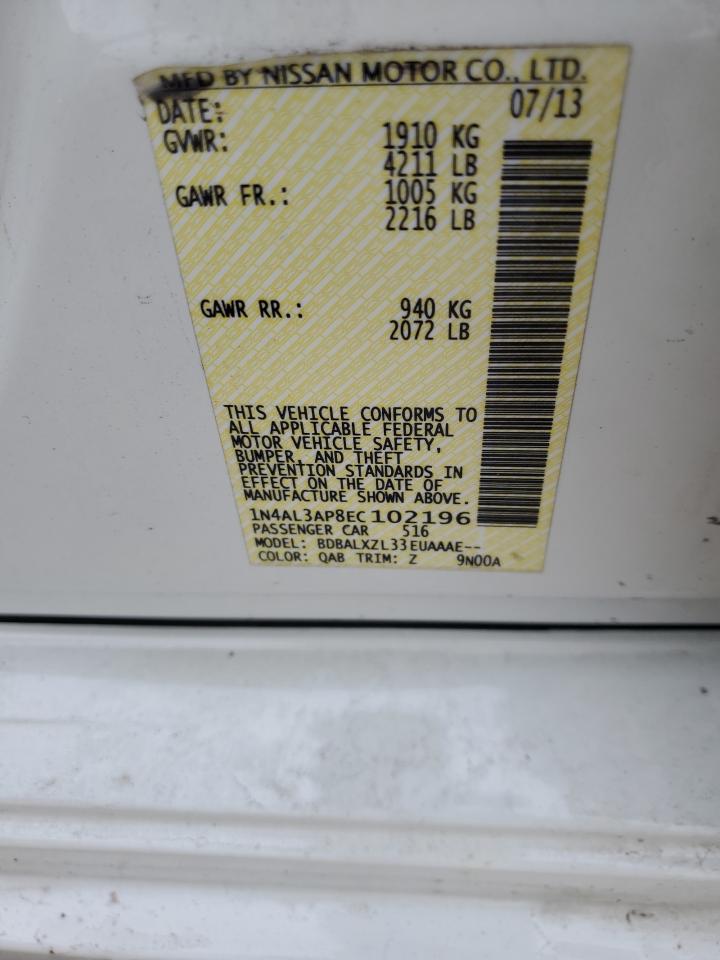 MFD BY NISSAN MOTOR CO., LTD.
DATE: 07/13
GVWR: 1910 KG
4211 LB
GAWR FR.: 1005 KG
2216 LB
GAWR RR.: 940 KG
2072 LB
THIS VEHICLE CONFORMS TO
ALL APPLICABLE FEDERAL
MOTOR VEHICLE SAFETY,
BUMPER, AND THEFT
PREVENTION STANDARDS IN
EFFECT ON THE DATE OF
MANUFACTURE SHOWN ABOVE.
1N4AL3AP8EC102196
PASSENGER CAR 516
MODEL: BDBALXZL33EUAAAE--
COLOR: QAB TRIM: Z 9N00A